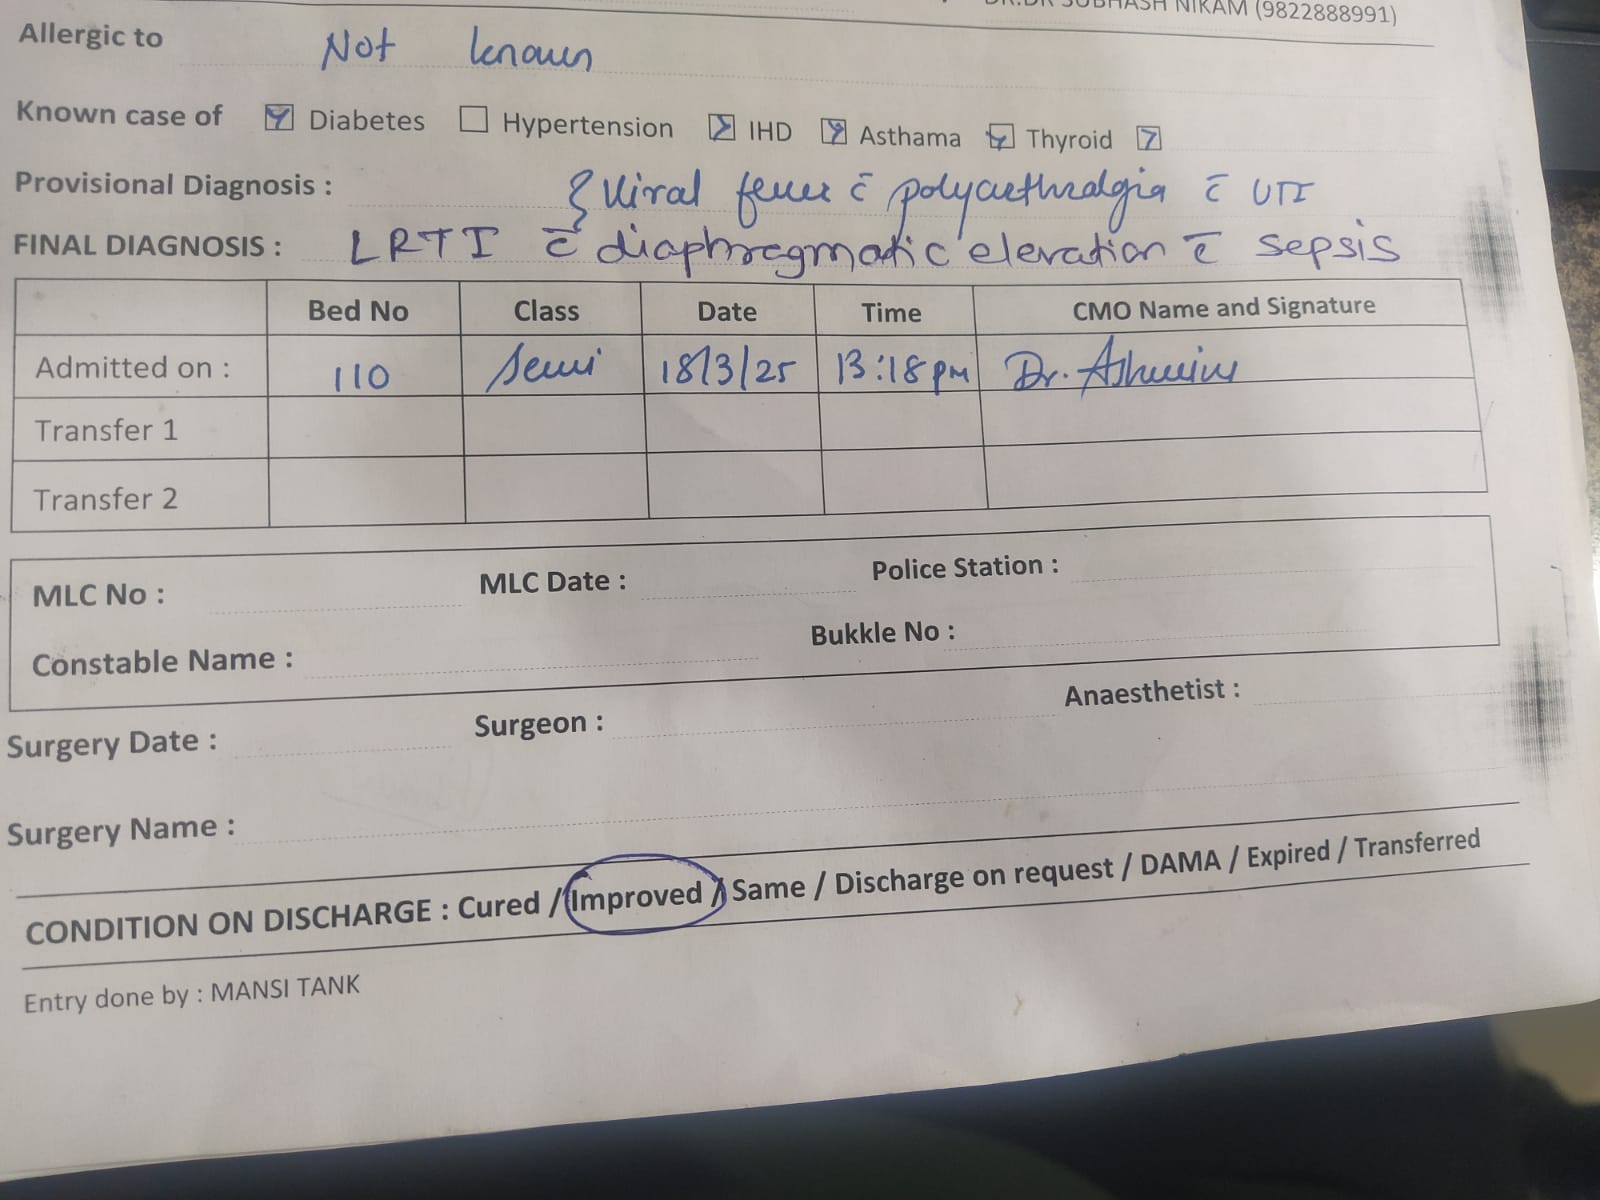 DR.DR SUBHASH NIKAM (9822888991)
Allergic to Not known
Known case of Diabetes Hypertension IHD Asthama Thyroid
Provisional Diagnosis : Viral fever c̄ polyarthralgia c̄ UTI
FINAL DIAGNOSIS : LRTI c̄ diaphragmatic elevation c̄ sepsis
Bed No Class Date Time CMO Name and Signature
Admitted on : 110 Semi 18/3/25 13:18 pm Dr.
Transfer 1
Transfer 2
MLC No : MLC Date : Police Station :
Constable Name : Bukkle No :
Surgery Date : Surgeon : Anaesthetist :
Surgery Name :
CONDITION ON DISCHARGE : Cured / Improved / Same / Discharge on request / DAMA / Expired / Transferred
Entry done by : MANSI TANK